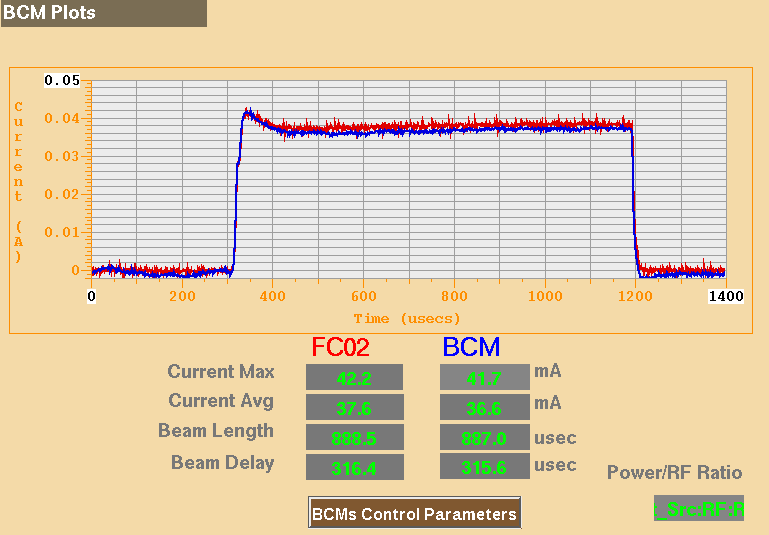 BCM Plots
Current (A)
0.05
0.04
0.03
0.02
0.01
0
0 200 400 600 800 1000 1200 1400
Time (usecs)
FC02 BCM
Current Max 42.2 41.7 mA
Current Avg 37.6 36.6 mA
Beam Length 888.5 887.0 usec
Beam Delay 316.4 315.6 usec
Power/RF Ratio
_Src:RF:F
BCMs Control Parameters